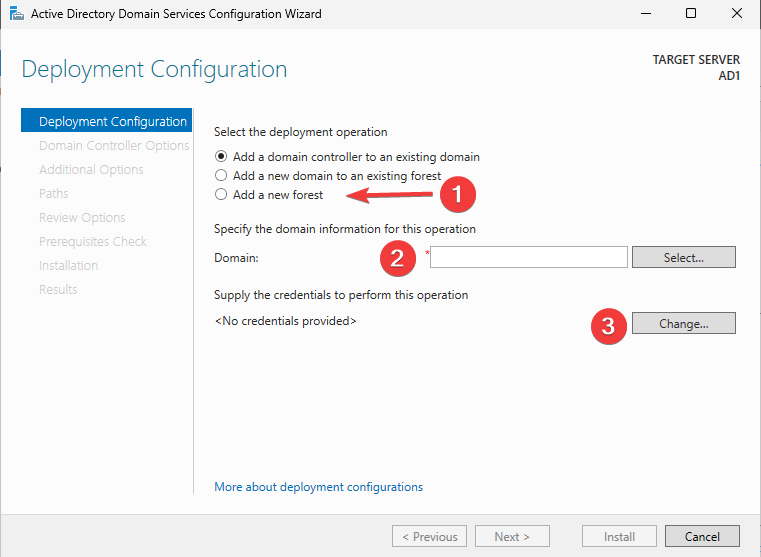 Active Directory Domain Services Configuration Wizard
Deployment Configuration
TARGET SERVER
AD1
Deployment Configuration
Domain Controller Options
Additional Options
Paths
Review Options
Prerequisites Check
Installation
Results
Select the deployment operation
Add a domain controller to an existing domain
Add a new domain to an existing forest
Add a new forest
1
Specify the domain information for this operation
Domain:
2
*
Select...
Supply the credentials to perform this operation
<No credentials provided>
3
Change...
More about deployment configurations
< Previous
Next >
Install
Cancel